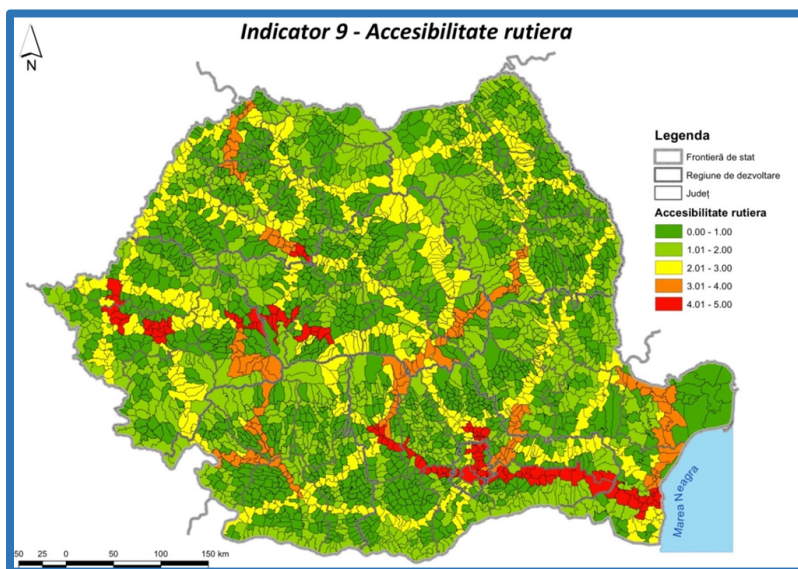 Indicator 9 - Accesibilitate rutiera
N
Legenda
Frontieră de stat
Regiune de dezvoltare
Județ
Accesibilitate rutiera
0.00 - 1.00
1.01 - 2.00
2.01 - 3.00
3.01 - 4.00
4.01 - 5.00
Marea Neagra
50 25 0 50 100 150 km